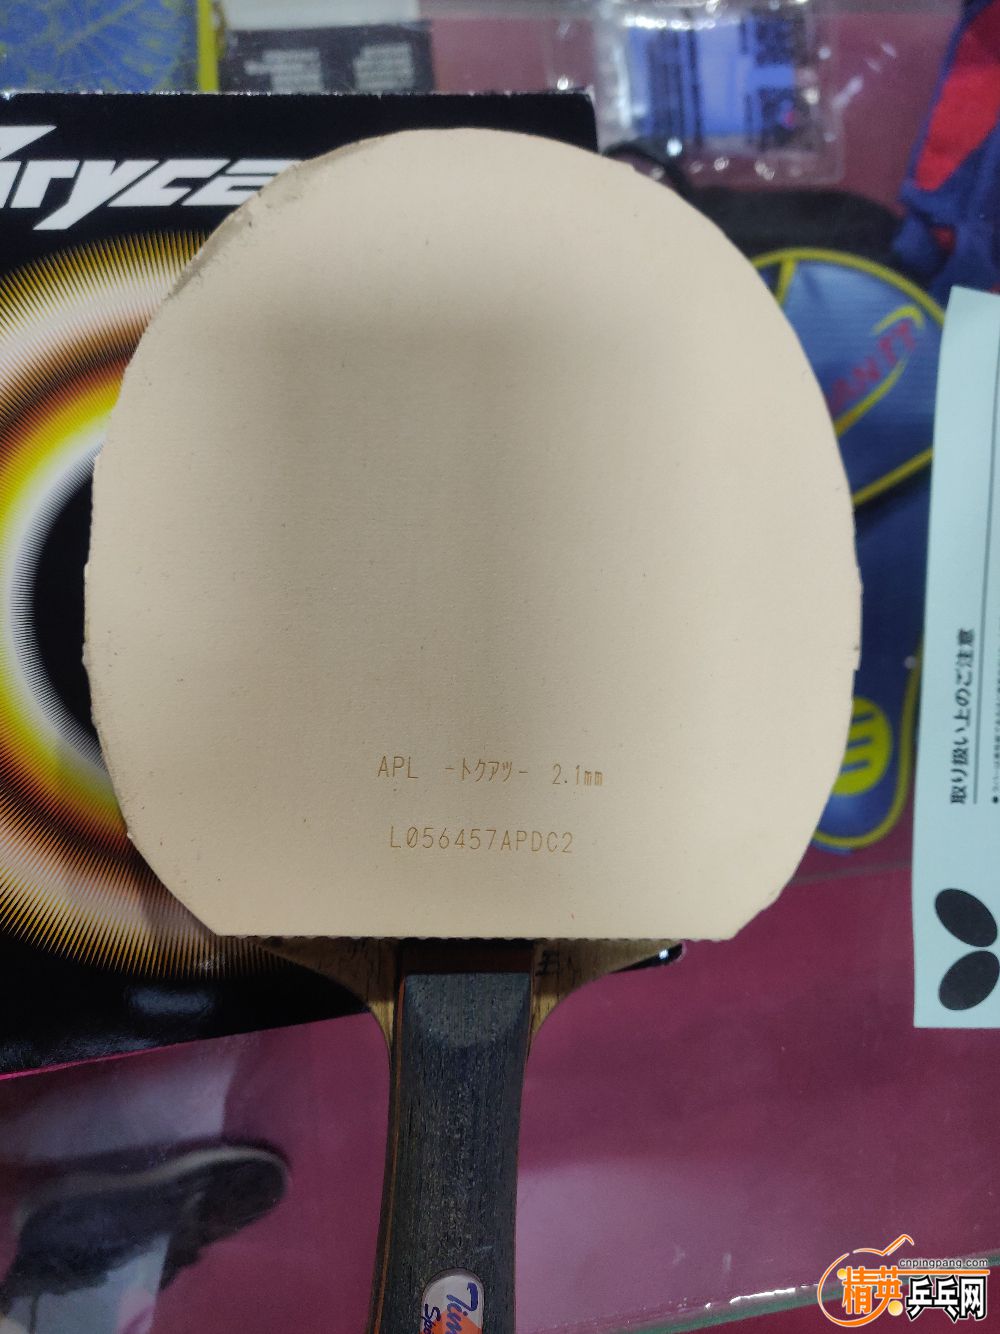 Bryce
APL -トクアツ- 2.1mm
L056457APDC2
取り扱い上のご注意
cnpingpang.com
精英乒乓网